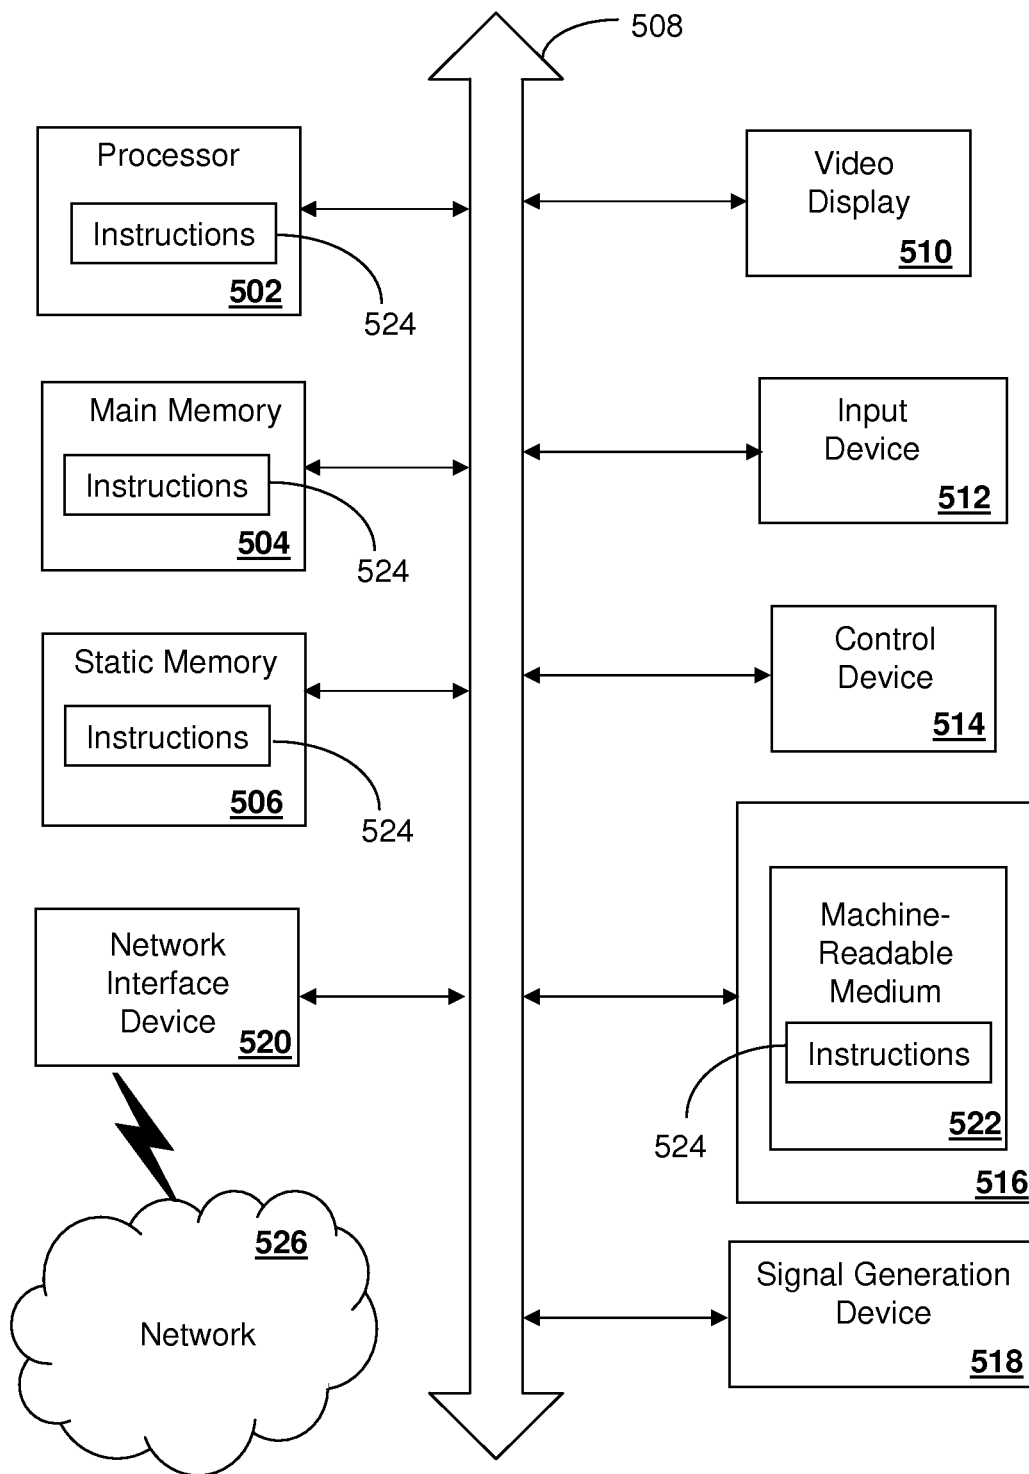 508
Processor
Instructions
502
524
Main Memory
Instructions
504
524
Static Memory
Instructions
506
524
Network
Interface
Device
520
526
Network
Video
Display
510
Input
Device
512
Control
Device
514
Machine-
Readable
Medium
Instructions
522
524
516
Signal Generation
Device
518